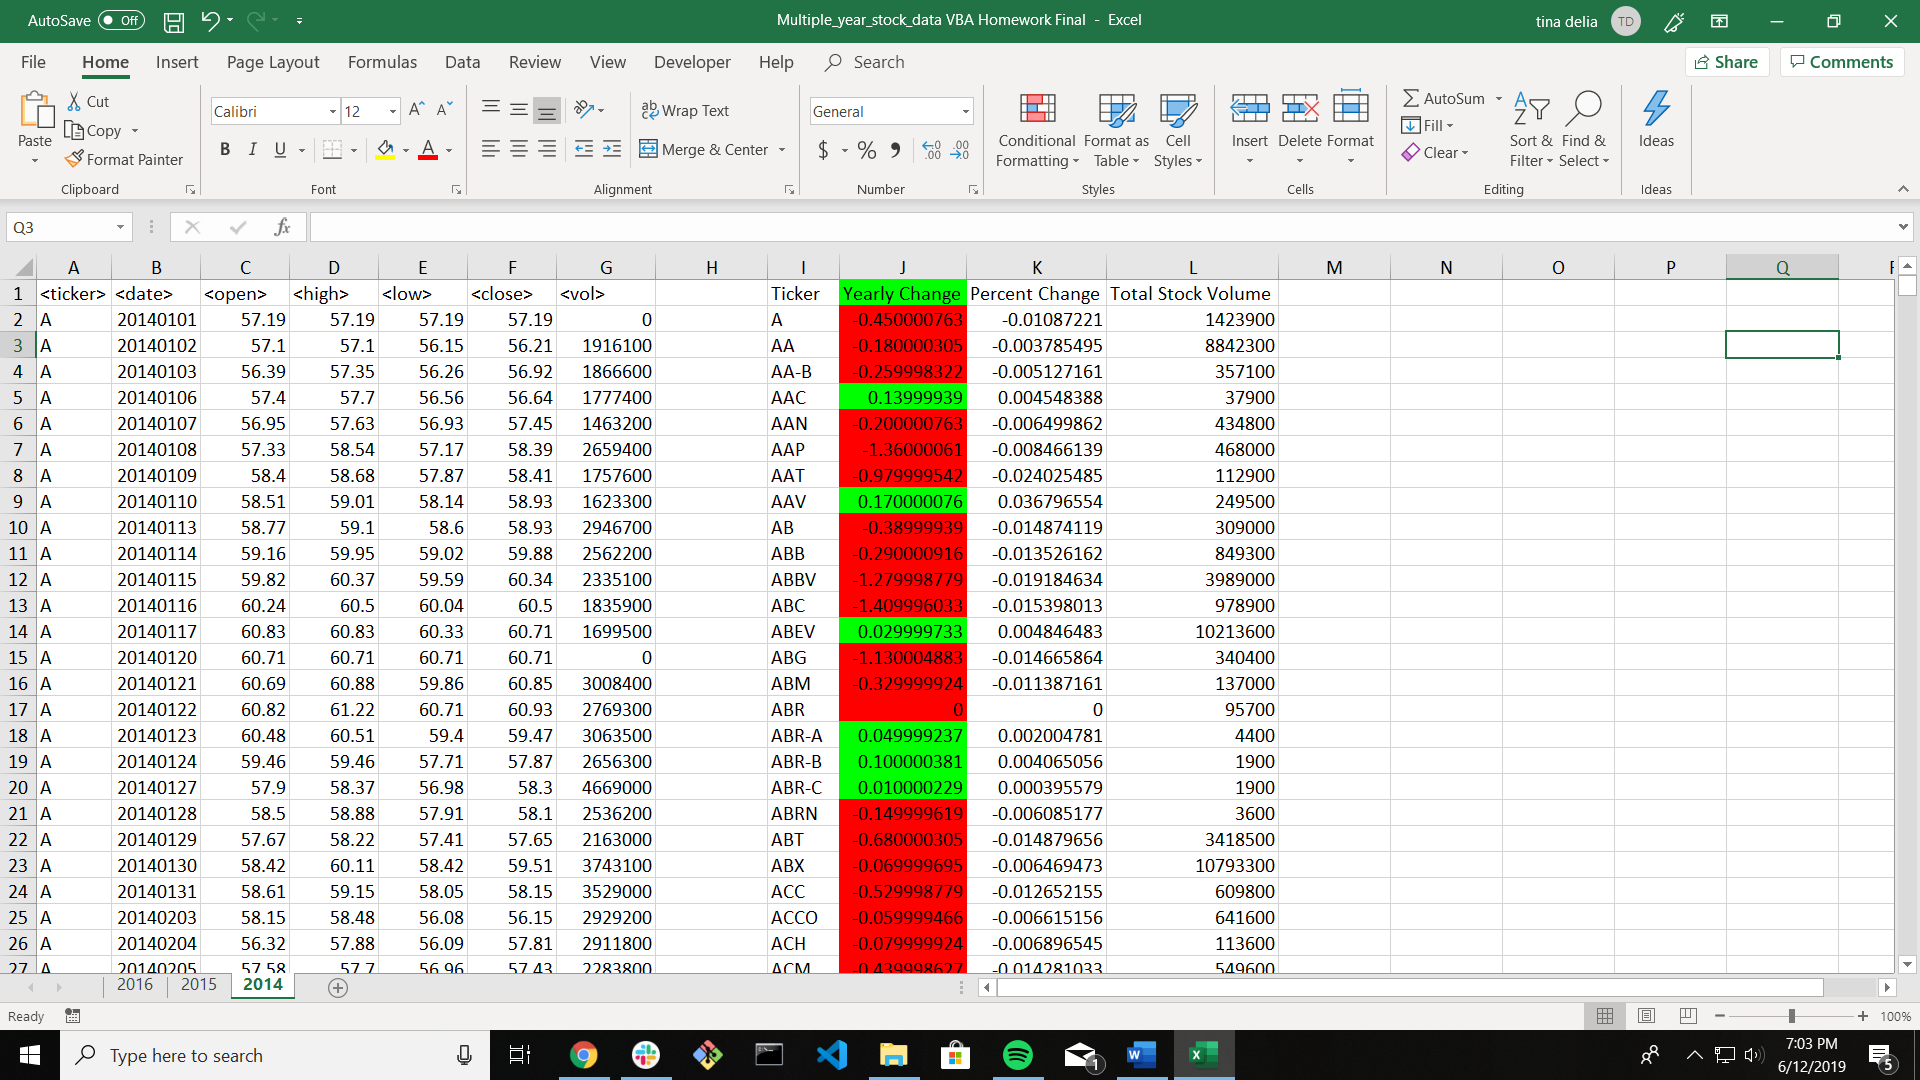 AutoSave Off Multiple_year_stock_data VBA Homework Final - Excel tina delia TD
File Home Insert Page Layout Formulas Data Review View Developer Help Search Share Comments
Paste Cut Copy Format Painter Clipboard
Calibri 12 A A B I U A Font
ab Wrap Text Merge & Center Alignment
General $ % , Number
Conditional Formatting Format as Table Cell Styles Styles
Insert Delete Format Cells
AutoSum Fill Clear Sort & Filter Find & Select Editing
Ideas Ideas
Q3 fx
A B C D E F G H I J K L M N O P Q
1 <ticker> <date> <open> <high> <low> <close> <vol> Ticker Yearly Change Percent Change Total Stock Volume
2 A 20140101 57.19 57.19 57.19 57.19 0 A -0.450000763 -0.01087221 1423900
3 A 20140102 57.1 57.1 56.15 56.21 1916100 AA -0.180000305 -0.003785495 8842300
4 A 20140103 56.39 57.35 56.26 56.92 1866600 AA-B -0.259998322 -0.005127161 357100
5 A 20140106 57.4 57.7 56.56 56.64 1777400 AAC 0.13999939 0.004548388 37900
6 A 20140107 56.95 57.63 56.93 57.45 1463200 AAN -0.200000763 -0.006499862 434800
7 A 20140108 57.33 58.54 57.17 58.39 2659400 AAP -1.36000061 -0.008466139 468000
8 A 20140109 58.4 58.68 57.87 58.41 1757600 AAT -0.979999542 -0.024025485 112900
9 A 20140110 58.51 59.01 58.14 58.93 1623300 AAV 0.170000076 0.036796554 249500
10 A 20140113 58.77 59.1 58.6 58.93 2946700 AB -0.38999939 -0.014874119 309000
11 A 20140114 59.16 59.95 59.02 59.88 2562200 ABB -0.290000916 -0.013526162 849300
12 A 20140115 59.82 60.37 59.59 60.34 2335100 ABBV -1.279998779 -0.019184634 3989000
13 A 20140116 60.24 60.5 60.04 60.5 1835900 ABC -1.409996033 -0.015398013 978900
14 A 20140117 60.83 60.83 60.33 60.71 1699500 ABEV 0.029999733 0.004846483 10213600
15 A 20140120 60.71 60.71 60.71 60.71 0 ABG -1.130004883 -0.014665864 340400
16 A 20140121 60.69 60.88 59.86 60.85 3008400 ABM -0.329999924 -0.011387161 137000
17 A 20140122 60.82 61.22 60.71 60.93 2769300 ABR 0 0 95700
18 A 20140123 60.48 60.51 59.4 59.47 3063500 ABR-A 0.049999237 0.002004781 4400
19 A 20140124 59.46 59.46 57.71 57.87 2656300 ABR-B 0.100000381 0.004065056 1900
20 A 20140127 57.9 58.37 56.98 58.3 4669000 ABR-C 0.010000229 0.000395579 1900
21 A 20140128 58.5 58.88 57.91 58.1 2536200 ABRN -0.149999619 -0.006085177 3600
22 A 20140129 57.67 58.22 57.41 57.65 2163000 ABT -0.680000305 -0.014879656 3418500
23 A 20140130 58.42 60.11 58.42 59.51 3743100 ABX -0.069999695 -0.006469473 10793300
24 A 20140131 58.61 59.15 58.05 58.15 3529000 ACC -0.529998779 -0.012652155 609800
25 A 20140203 58.15 58.48 56.08 56.15 2929200 ACCO -0.059999466 -0.006615156 641600
26 A 20140204 56.32 57.88 56.09 57.81 2911800 ACH -0.079999924 -0.006896545 113600
27 A 20140205 57.58 57.7 56.96 57.43 2283800 ACM -0.439998627 -0.014281033 549600
2016 2015 2014
Ready 100%
Type here to search 1 7:03 PM
6/12/2019 5